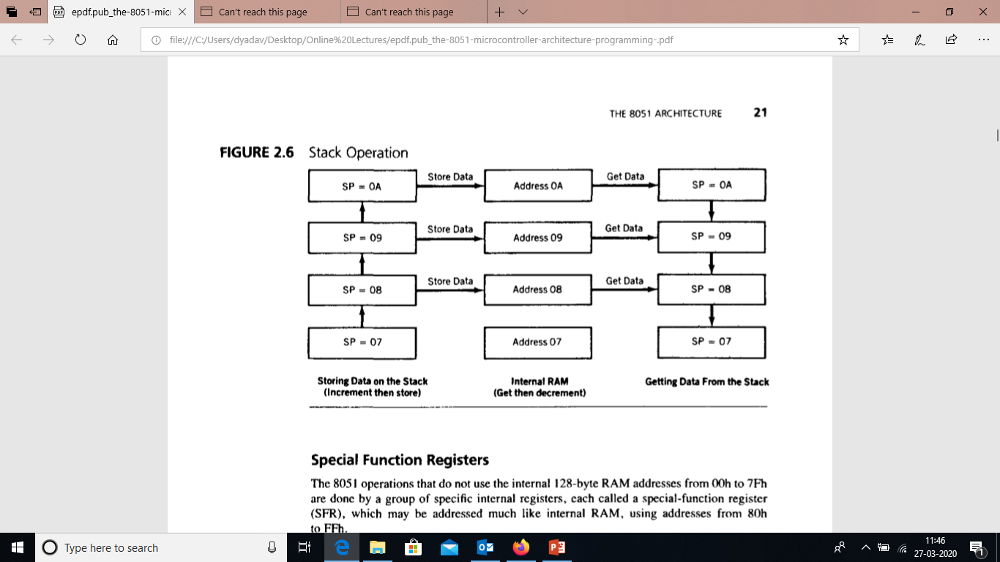 epdf.pub_the-8051-mic
Can't reach this page
Can't reach this page
file:///C:/Users/dyadav/Desktop/Online%20Lectures/epdf.pub_the-8051-microcontroller-architecture-programming-.pdf
THE 8051 ARCHITECTURE 21
FIGURE 2.6 Stack Operation
SP = 0A Store Data Address 0A Get Data SP = 0A
SP = 09 Store Data Address 09 Get Data SP = 09
SP = 08 Store Data Address 08 Get Data SP = 08
SP = 07 Address 07 SP = 07
Storing Data on the Stack Internal RAM Getting Data From the Stack
(Increment then store) (Get then decrement)
Special Function Registers
The 8051 operations that do not use the internal 128-byte RAM addresses from 00h to 7Fh
are done by a group of specific internal registers, each called a special-function register
(SFR), which may be addressed much like internal RAM, using addresses from 80h
to FFh.
Type here to search
11:46
27-03-2020
1